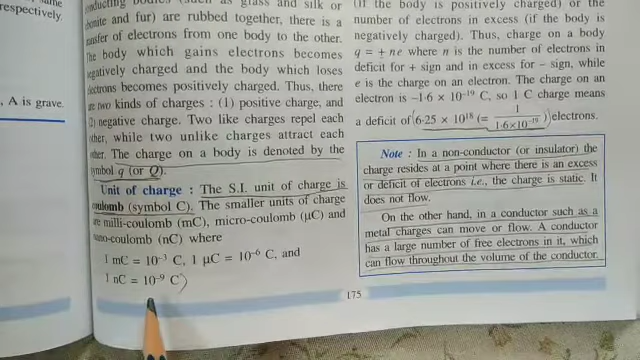 respectively.
, A is grave.
conducting bodies (such as glass and silk or
ebonite and fur) are rubbed together, there is a
transfer of electrons from one body to the other.
The body which gains electrons becomes
negatively charged and the body which loses
electrons becomes positively charged. Thus, there
are two kinds of charges : (1) positive charge, and
(2) negative charge. Two like charges repel each
other, while two unlike charges attract each
other. The charge on a body is denoted by the
symbol q (or Q).
Unit of charge : The S.I. unit of charge is
coulomb (symbol C). The smaller units of charge
are milli-coulomb (mC), micro-coulomb (μC) and
nano-coulomb (nC) where
1 mC = 10⁻³ C, 1 μC = 10⁻⁶ C, and
1 nC = 10⁻⁹ C
(if the body is positively charged) or the
number of electrons in excess (if the body is
negatively charged). Thus, charge on a body
q = ± ne where n is the number of electrons in
deficit for + sign and in excess for – sign, while
e is the charge on an electron. The charge on an
electron is –1·6 × 10⁻¹⁹ C, so 1 C charge means
a deficit of 6·25 × 10¹⁸ (= 1/1·6×10⁻¹⁹) electrons.
Note : In a non-conductor (or insulator) the
charge resides at a point where there is an excess
or deficit of electrons i.e., the charge is static. It
does not flow.
On the other hand, in a conductor such as a
metal charges can move or flow. A conductor
has a large number of free electrons in it, which
can flow throughout the volume of the conductor.
175